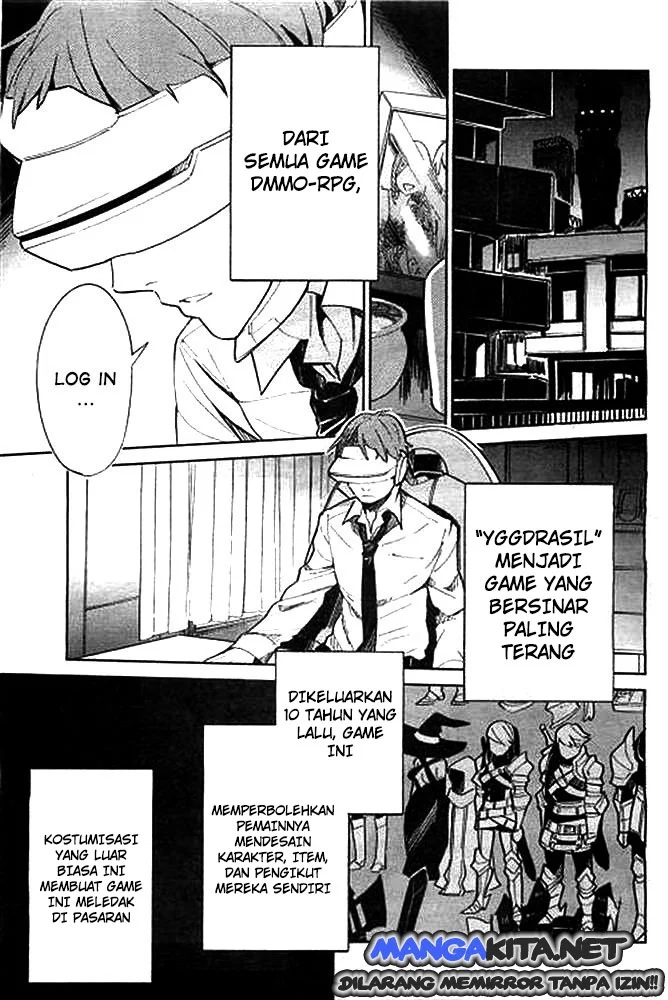 DARI
SEMUA GAME
DMMO-RPG,
LOG IN
...
"YGGDRASIL"
MENJADI
GAME YANG
BERSINAR
PALING
TERANG
DIKELUARKAN
10 TAHUN YANG
LALU, GAME
INI
MEMPERBOLEHKAN
PEMAINNYA
MENDESAIN
KARAKTER, ITEM,
DAN PENGIKUT
MEREKA SENDIRI
KOSTUMISASI
YANG LUAR
BIASA INI
MEMBUAT GAME
INI MELEDAK
DI PASARAN
MANGAKITA.NET
DILARANG MEMIRROR TANPA IZIN!!